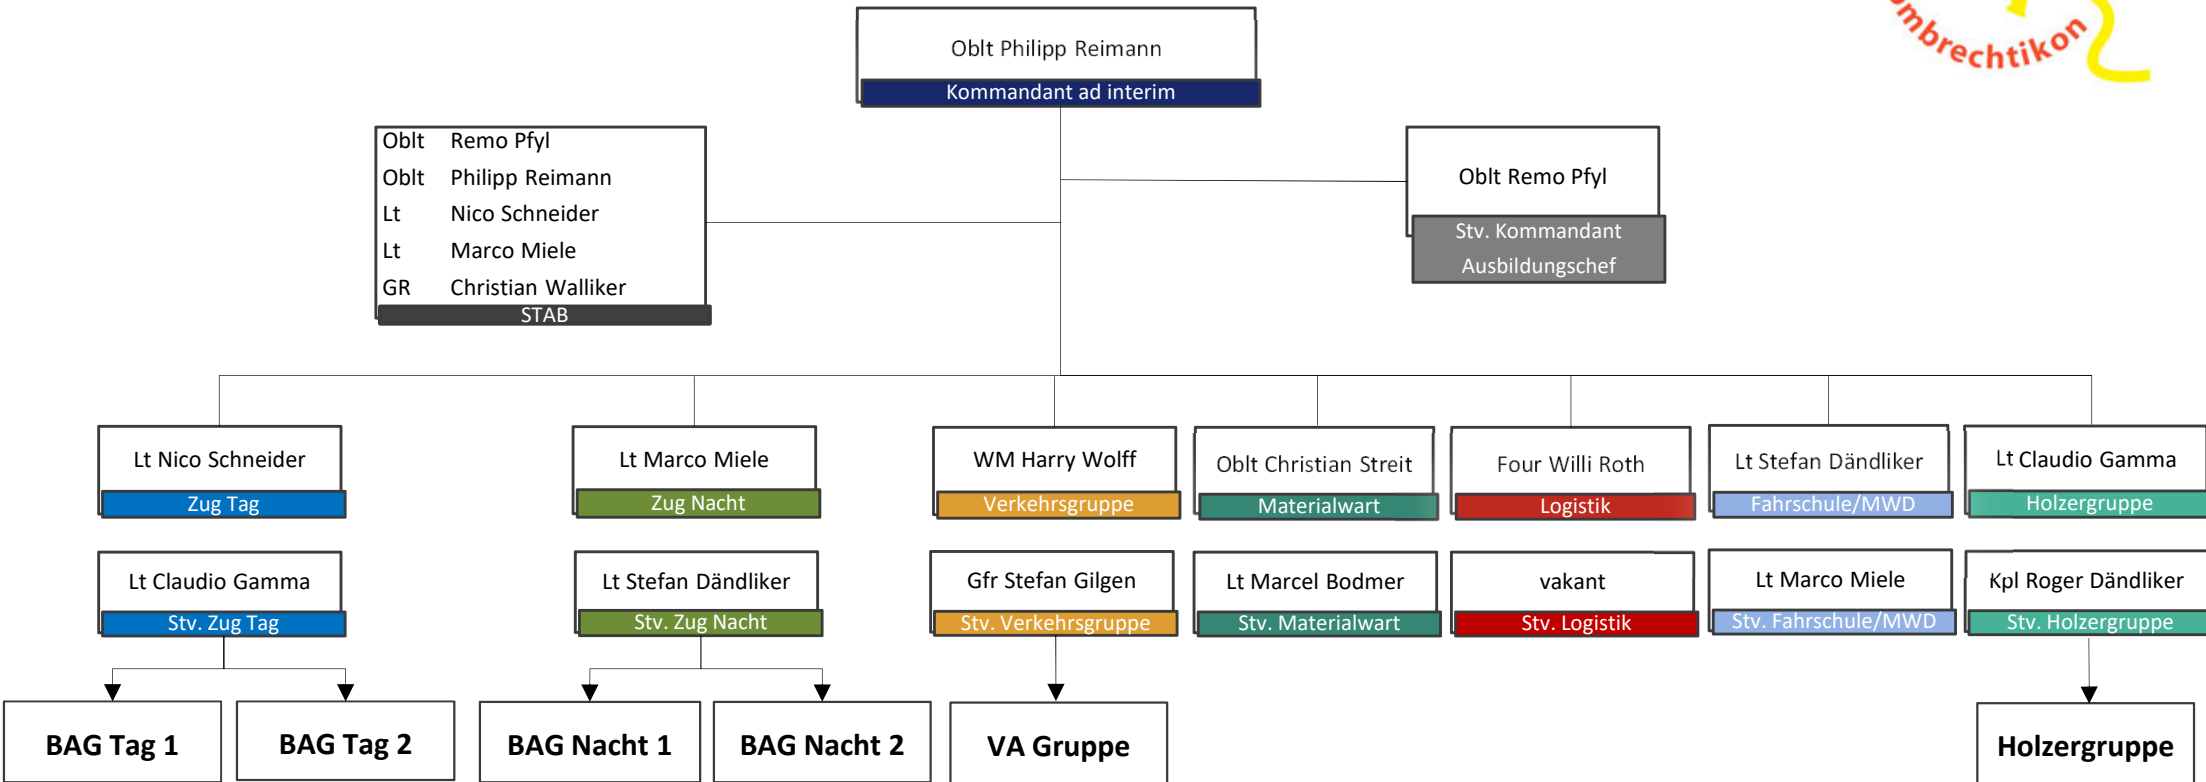 Oblt Philipp Reimann
Kommandant ad interim
mbrechtikon
Oblt Remo Pfyl
Oblt Philipp Reimann
Lt Nico Schneider
Lt Marco Miele
GR Christian Walliker
STAB
Oblt Remo Pfyl
Stv. Kommandant
Ausbildungschef
Lt Nico Schneider
Zug Tag
Lt Marco Miele
Zug Nacht
WM Harry Wolff
Verkehrsgruppe
Oblt Christian Streit
Materialwart
Four Willi Roth
Logistik
Lt Stefan Dändliker
Fahrschule/MWD
Lt Claudio Gamma
Holzergruppe
Lt Claudio Gamma
Stv. Zug Tag
Lt Stefan Dändliker
Stv. Zug Nacht
Gfr Stefan Gilgen
Stv. Verkehrsgruppe
Lt Marcel Bodmer
Stv. Materialwart
vakant
Stv. Logistik
Lt Marco Miele
Stv. Fahrschule/MWD
Kpl Roger Dändliker
Stv. Holzergruppe
BAG Tag 1
BAG Tag 2
BAG Nacht 1
BAG Nacht 2
VA Gruppe
Holzergruppe